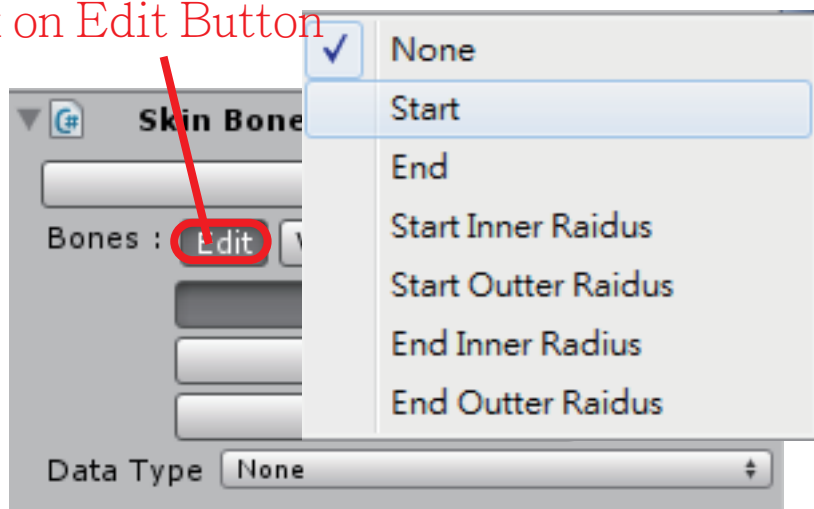 on Edit Button
None
Start
End
Start Inner Raidus
Start Outter Raidus
End Inner Radius
End Outter Raidus
Skin Bone
Bones : Edit
Data Type None